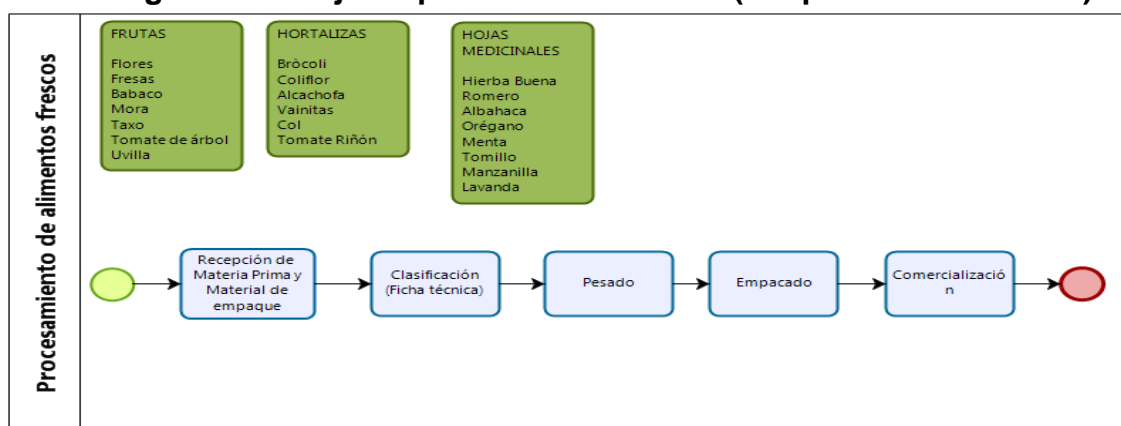 Procesamiento de alimentos frescos
FRUTAS
Flores
Fresas
Babaco
Mora
Taxo
Tomate de árbol
Uvilla
HORTALIZAS
Bròcoli
Coliflor
Alcachofa
Vainitas
Col
Tomate Riñón
HOJAS
MEDICINALES
Hierba Buena
Romero
Albahaca
Orégano
Menta
Tomillo
Manzanilla
Lavanda
Recepción de
Materia Prima y
Material de
empaque
Clasificación
(Ficha técnica)
Pesado
Empacado
Comercializació
n